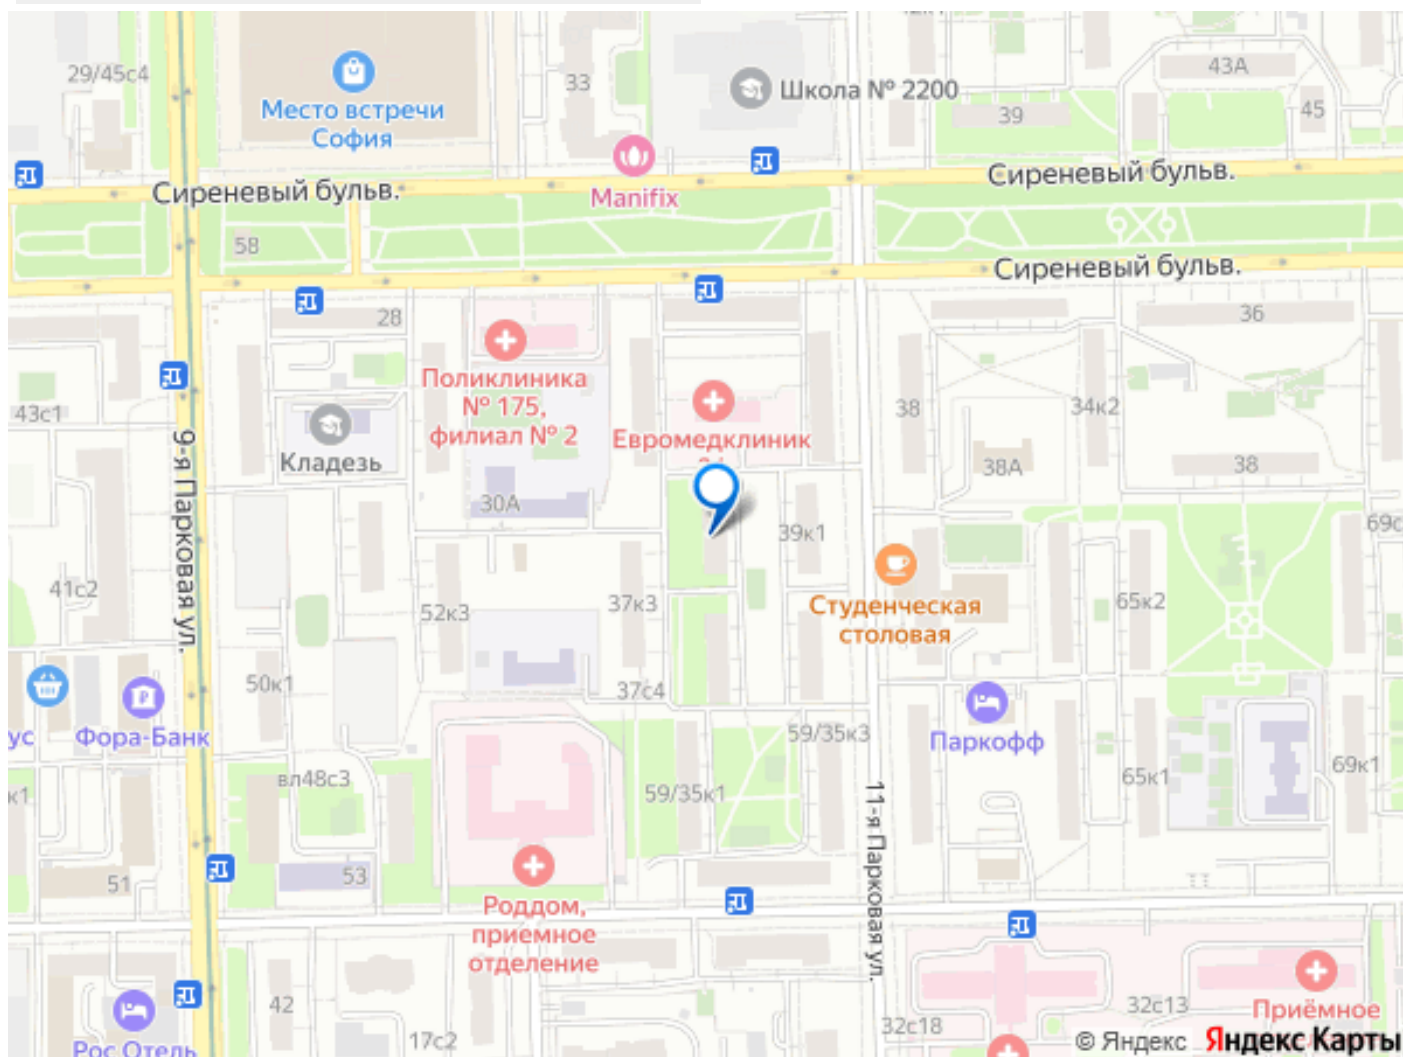 29/45с4
Место встречи
София
33
Школа № 2200
43А
39
45
Manifix
Сиреневый бульв.
Сиреневый бульв.
58
Сиреневый бульв.
28
36
Поликлиника
№ 175,
филиал № 2
43с1
Кладезь
9-я Парковая ул.
Евромедклиник
38
34к2
38А
38
30А
39к1
41с2
52к3
37к3
Студенческая
столовая
65к2
50к1
37с4
Фора-Банк
59/35к3
Паркофф
вл48с3
59/35к1
11-я Парковая ул.
65к1
69к1
51
53
Роддом,
приемное
отделение
42
17с2
32с18
32с13
Приёмное
Рос Отель
© Яндекс
Яндекс Карты